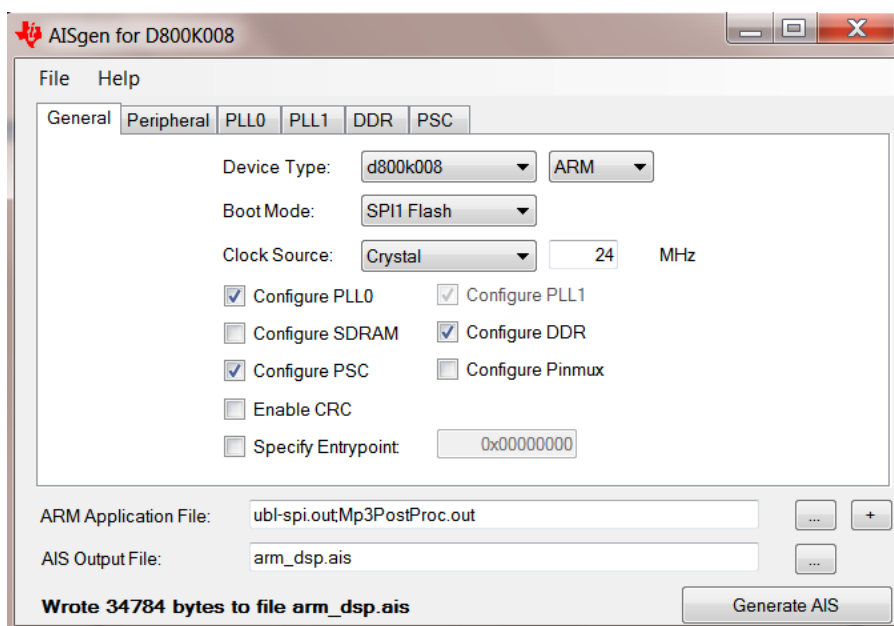 AISgen for D800K008
File Help
General Peripheral PLL0 PLL1 DDR PSC
Device Type: d800k008 ARM
Boot Mode: SPI1 Flash
Clock Source: Crystal 24 MHz
Configure PLL0 Configure PLL1
Configure SDRAM Configure DDR
Configure PSC Configure Pinmux
Enable CRC
Specify Entrypoint: 0x00000000
ARM Application File: ubl-spi.out;Mp3PostProc.out ... +
AIS Output File: arm_dsp.ais ...
Wrote 34784 bytes to file arm_dsp.ais Generate AIS